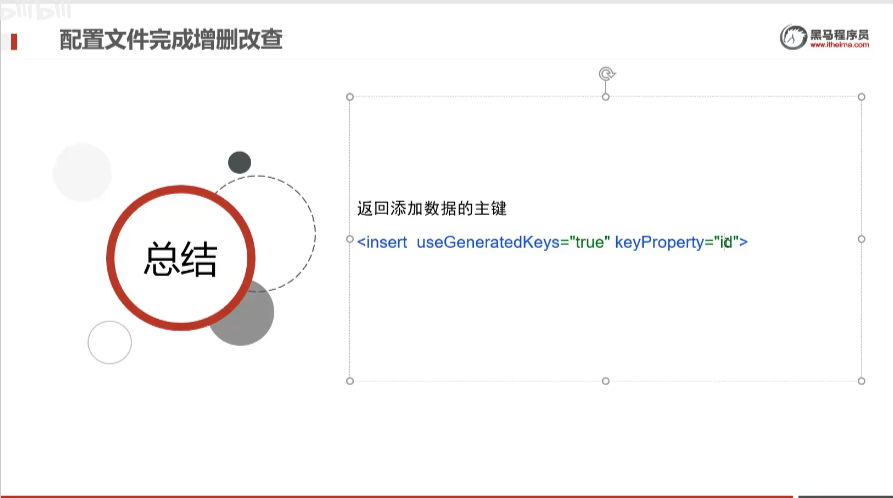 bilibili
配置文件完成增删改查
黑马程序员
www.itheima.com
总结
返回添加数据的主键
<insert useGeneratedKeys="true" keyProperty="id">